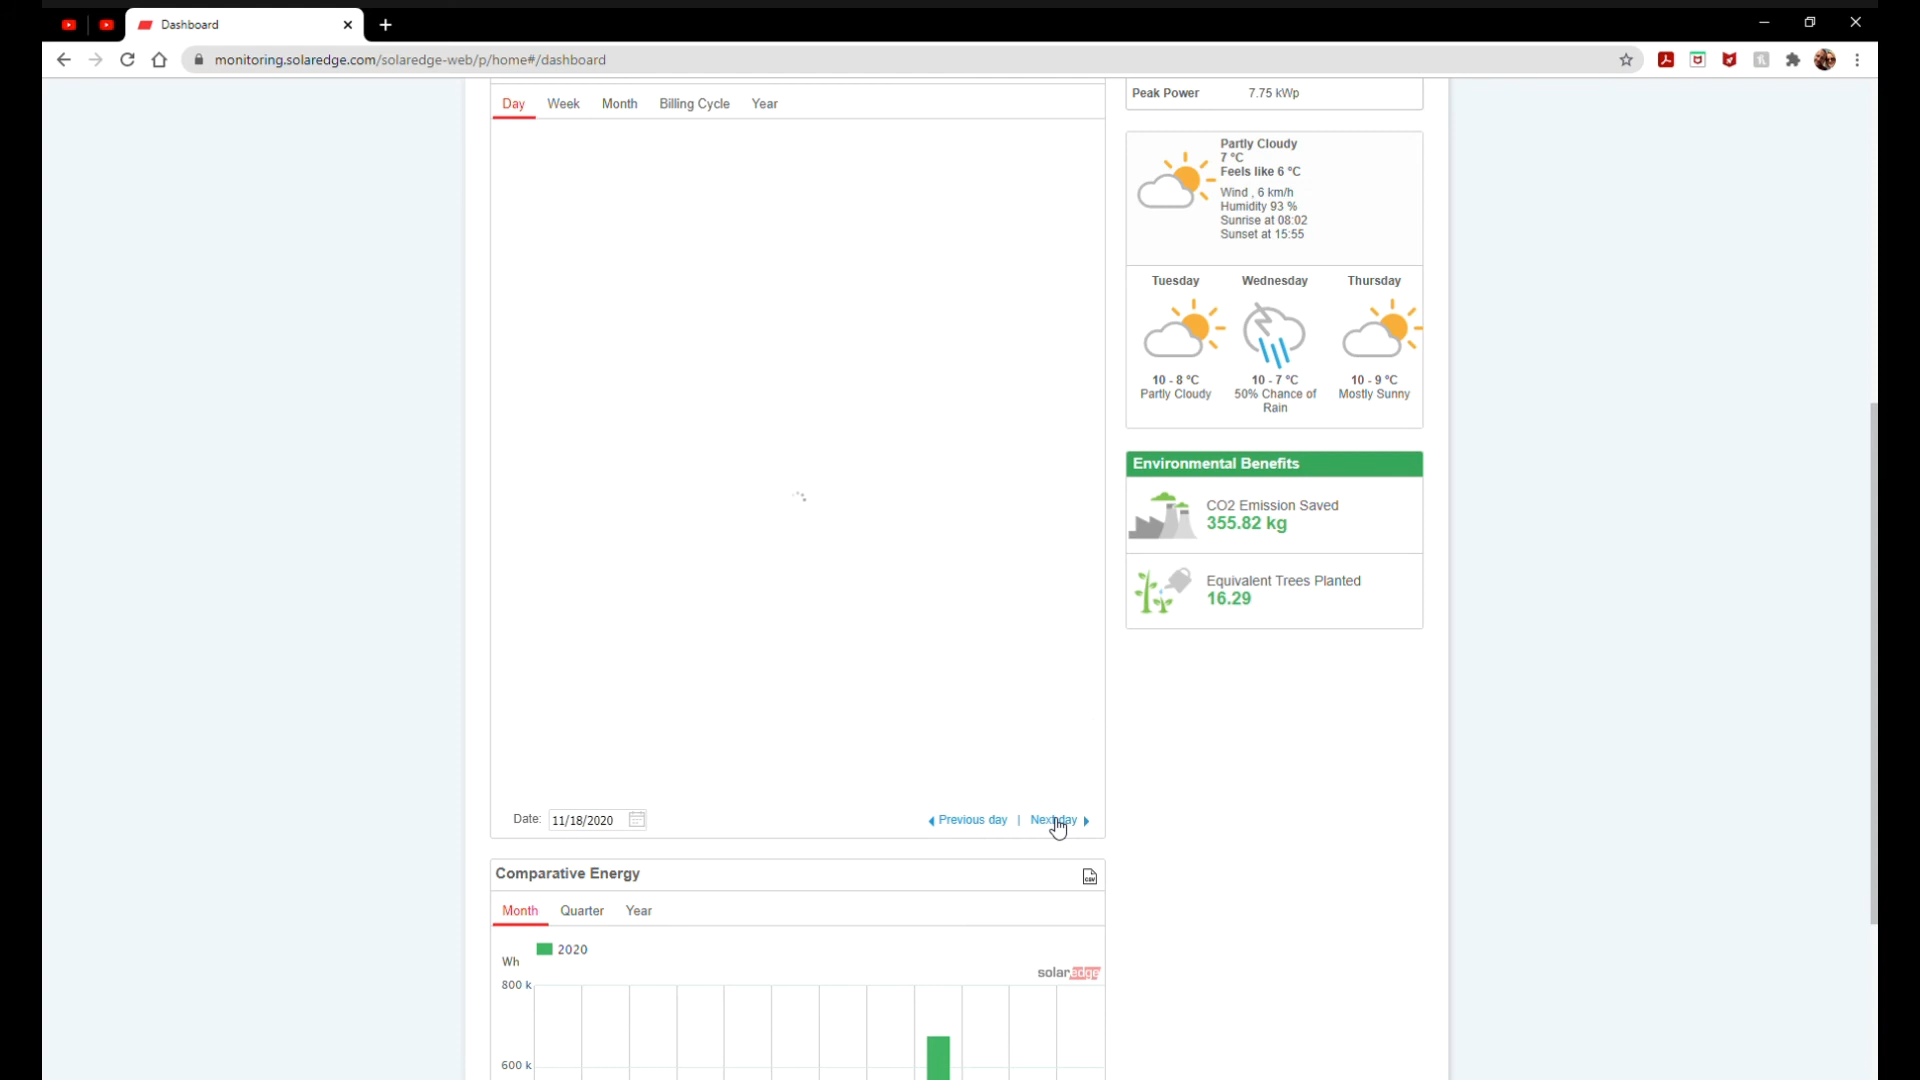 Dashboard
monitoring.solaredge.com/solaredge-web/p/home#/dashboard
Day Week Month Billing Cycle Year
Peak Power 7.75 kWp
Partly Cloudy
7 °C
Feels like 6 °C
Wind , 6 km/h
Humidity 93 %
Sunrise at 08:02
Sunset at 15:55
Tuesday Wednesday Thursday
10 - 8 °C 10 - 7 °C 10 - 9 °C
Partly Cloudy 50% Chance of Mostly Sunny
Rain
Environmental Benefits
CO2 Emission Saved
355.82 kg
Equivalent Trees Planted
16.29
Date: 11/18/2020 Previous day | Next day
Comparative Energy
CSV
Month Quarter Year
2020
Wh
solaredge
800 k
600 k